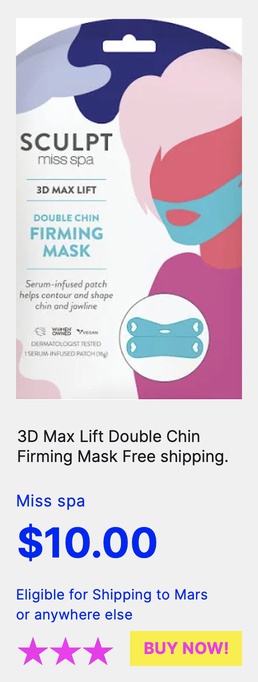 SCULPT
miss spa
3D MAX LIFT
DOUBLE CHIN
FIRMING
MASK
Serum-infused patch
helps contour and shape
chin and jawline
WOMEN
OWNED
VEGAN
DERMATOLOGIST TESTED
1 SERUM-INFUSED PATCH
3D Max Lift Double Chin
Firming Mask Free shipping.
Miss spa
$10.00
Eligible for Shipping to Mars
or anywhere else
BUY NOW!